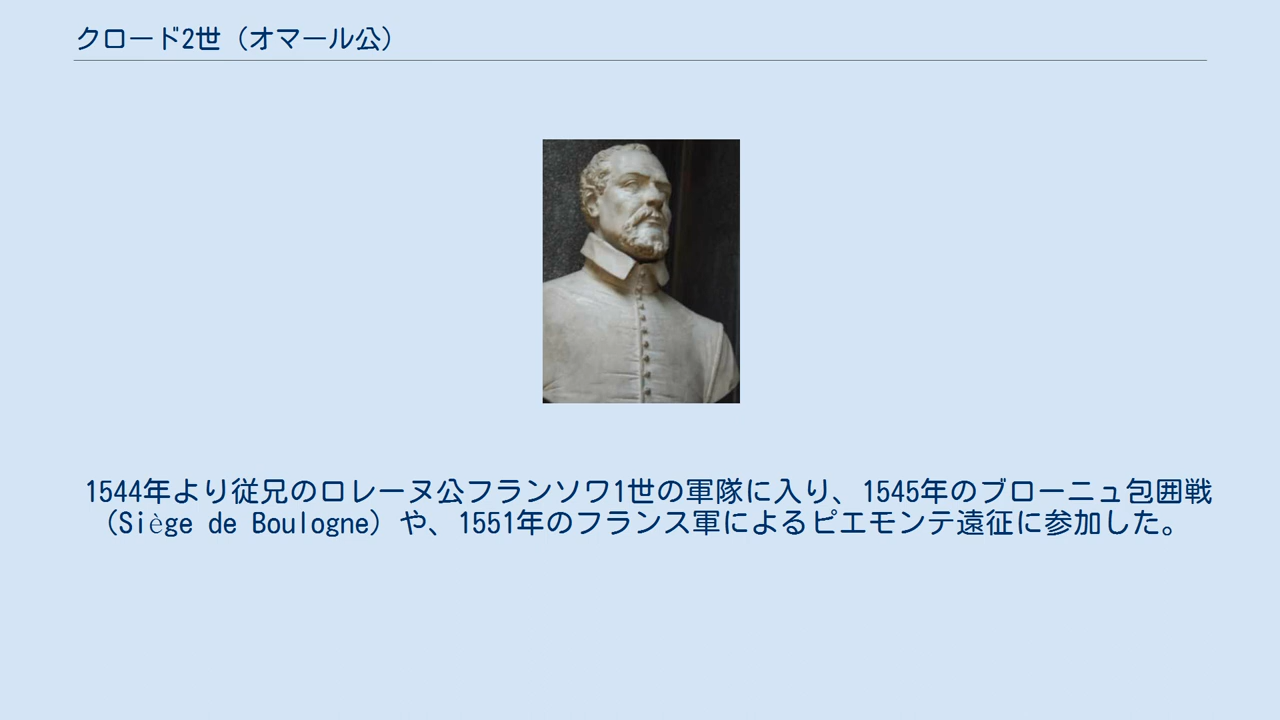 クロード2世（オマール公）
1544年より従兄のロレーヌ公フランソワ1世の軍隊に入り、1545年のブローニュ包囲戦
（Siège de Boulogne）や、1551年のフランス軍によるピエモンテ遠征に参加した。